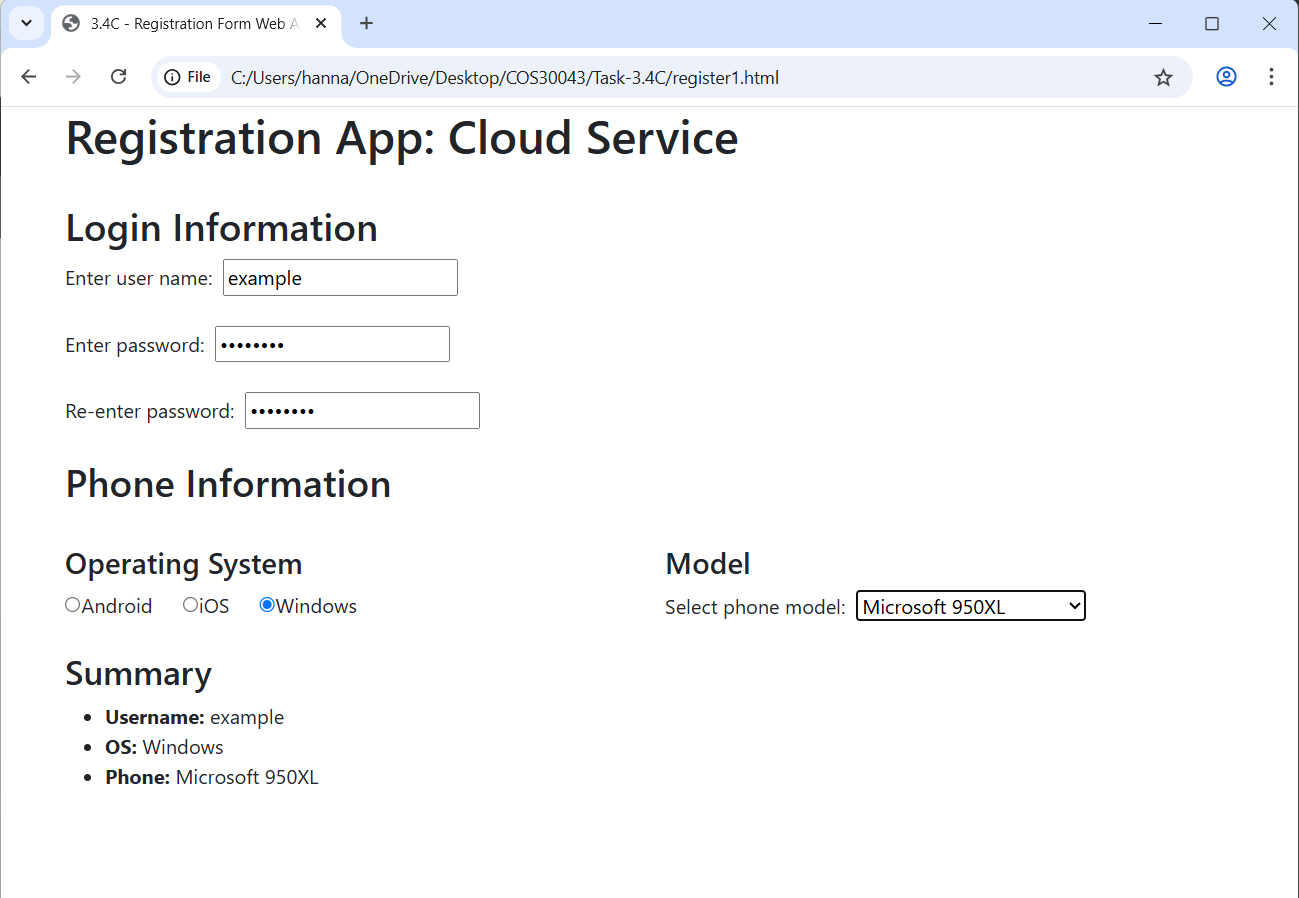 3.4C - Registration Form Web A
File C:/Users/hanna/OneDrive/Desktop/COS30043/Task-3.4C/register1.html
Registration App: Cloud Service
Login Information
Enter user name: example
Enter password: ••••••••
Re-enter password: ••••••••
Phone Information
Operating System
Android iOS Windows
Model
Select phone model: Microsoft 950XL
Summary
• Username: example
• OS: Windows
• Phone: Microsoft 950XL